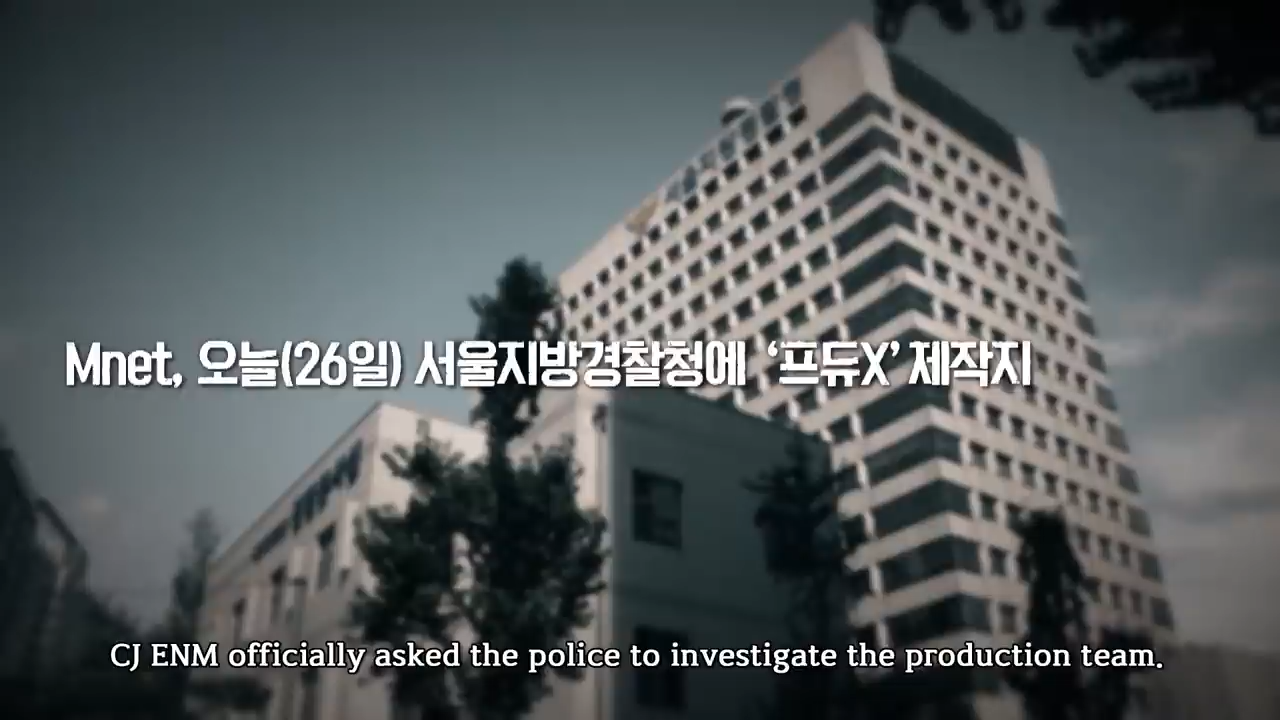 Mnet, 오늘(26일) 서울지방경찰청에 ‘프듀X’ 제작지
CJ ENM officially asked the police to investigate the production team.